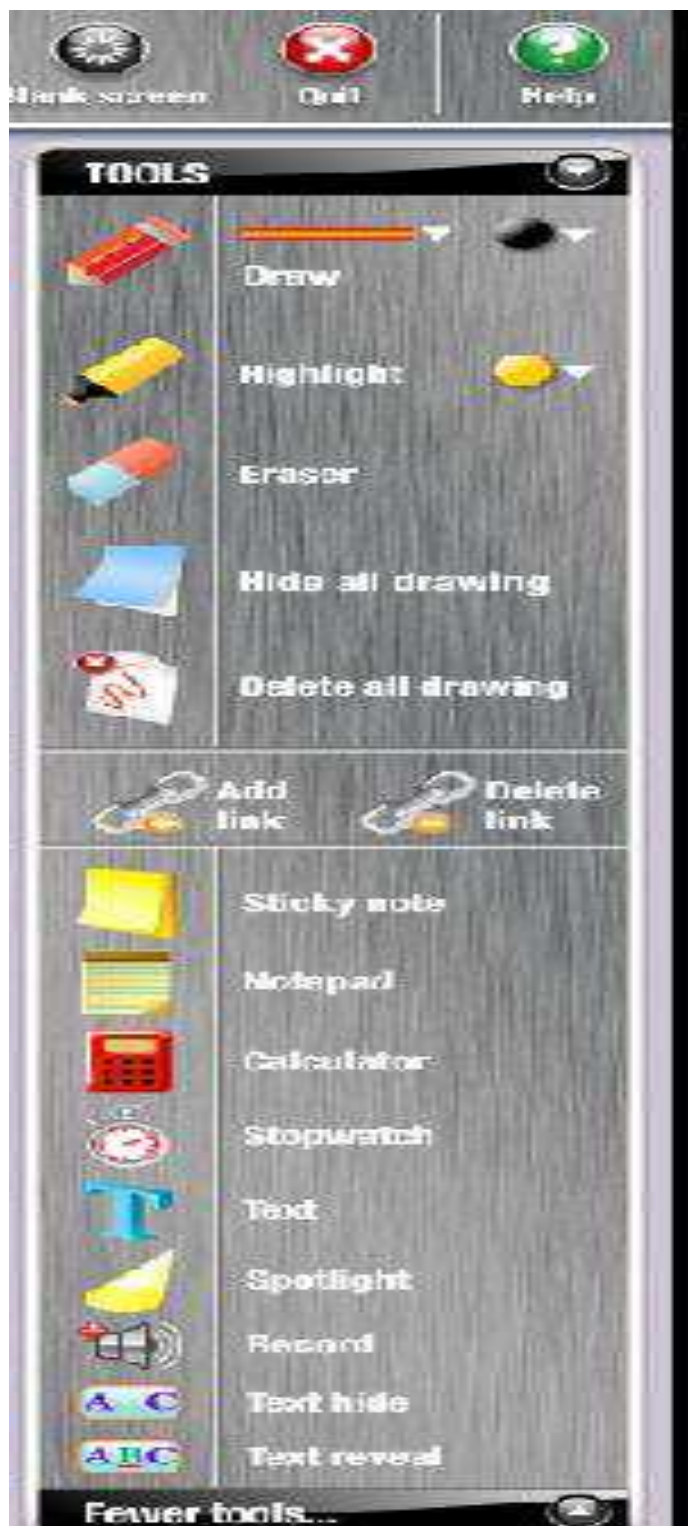 Blank screen
Quit
Help
TOOLS
Draw
Highlight
Eraser
Hide all drawing
Delete all drawing
Add link
Delete link
Sticky note
Notepad
Calculator
Stopwatch
T
Text
Spotlight
Record
A C
Text hide
ABC
Text reveal
Fewer tools...